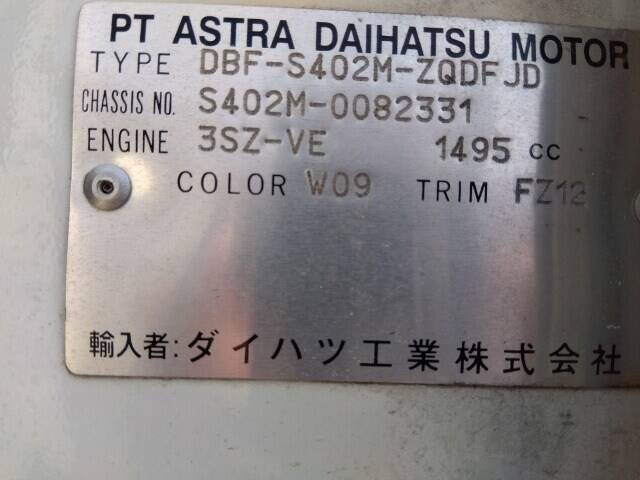 PT ASTRA DAIHATSU MOTOR
TYPE DBF-S402M-ZQDFJD
CHASSIS NO. S402M-0082331
ENGINE 3SZ-VE 1495 cc
COLOR W09 TRIM FZ12
輸入者:ダイハツ工業株式会社